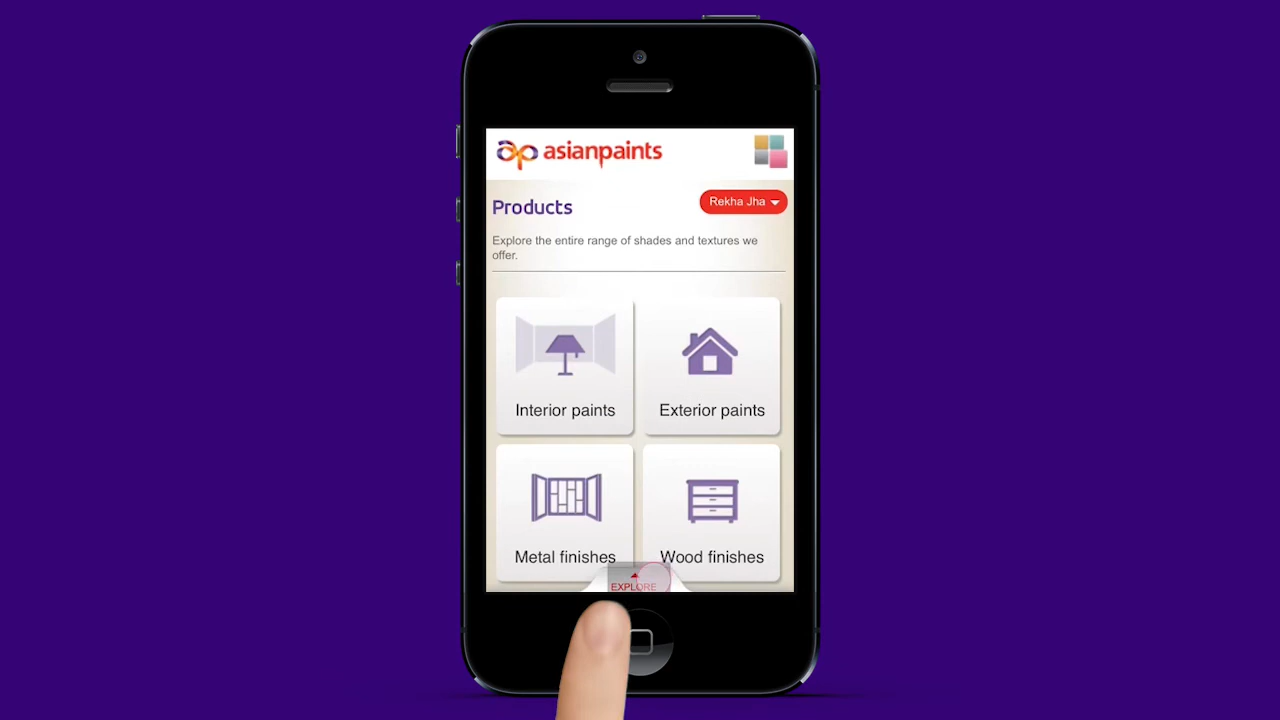 asianpaints
Products
Rekha Jha
Explore the entire range of shades and textures we
offer.
Interior paints
Exterior paints
Metal finishes
Wood finishes
EXPLORE